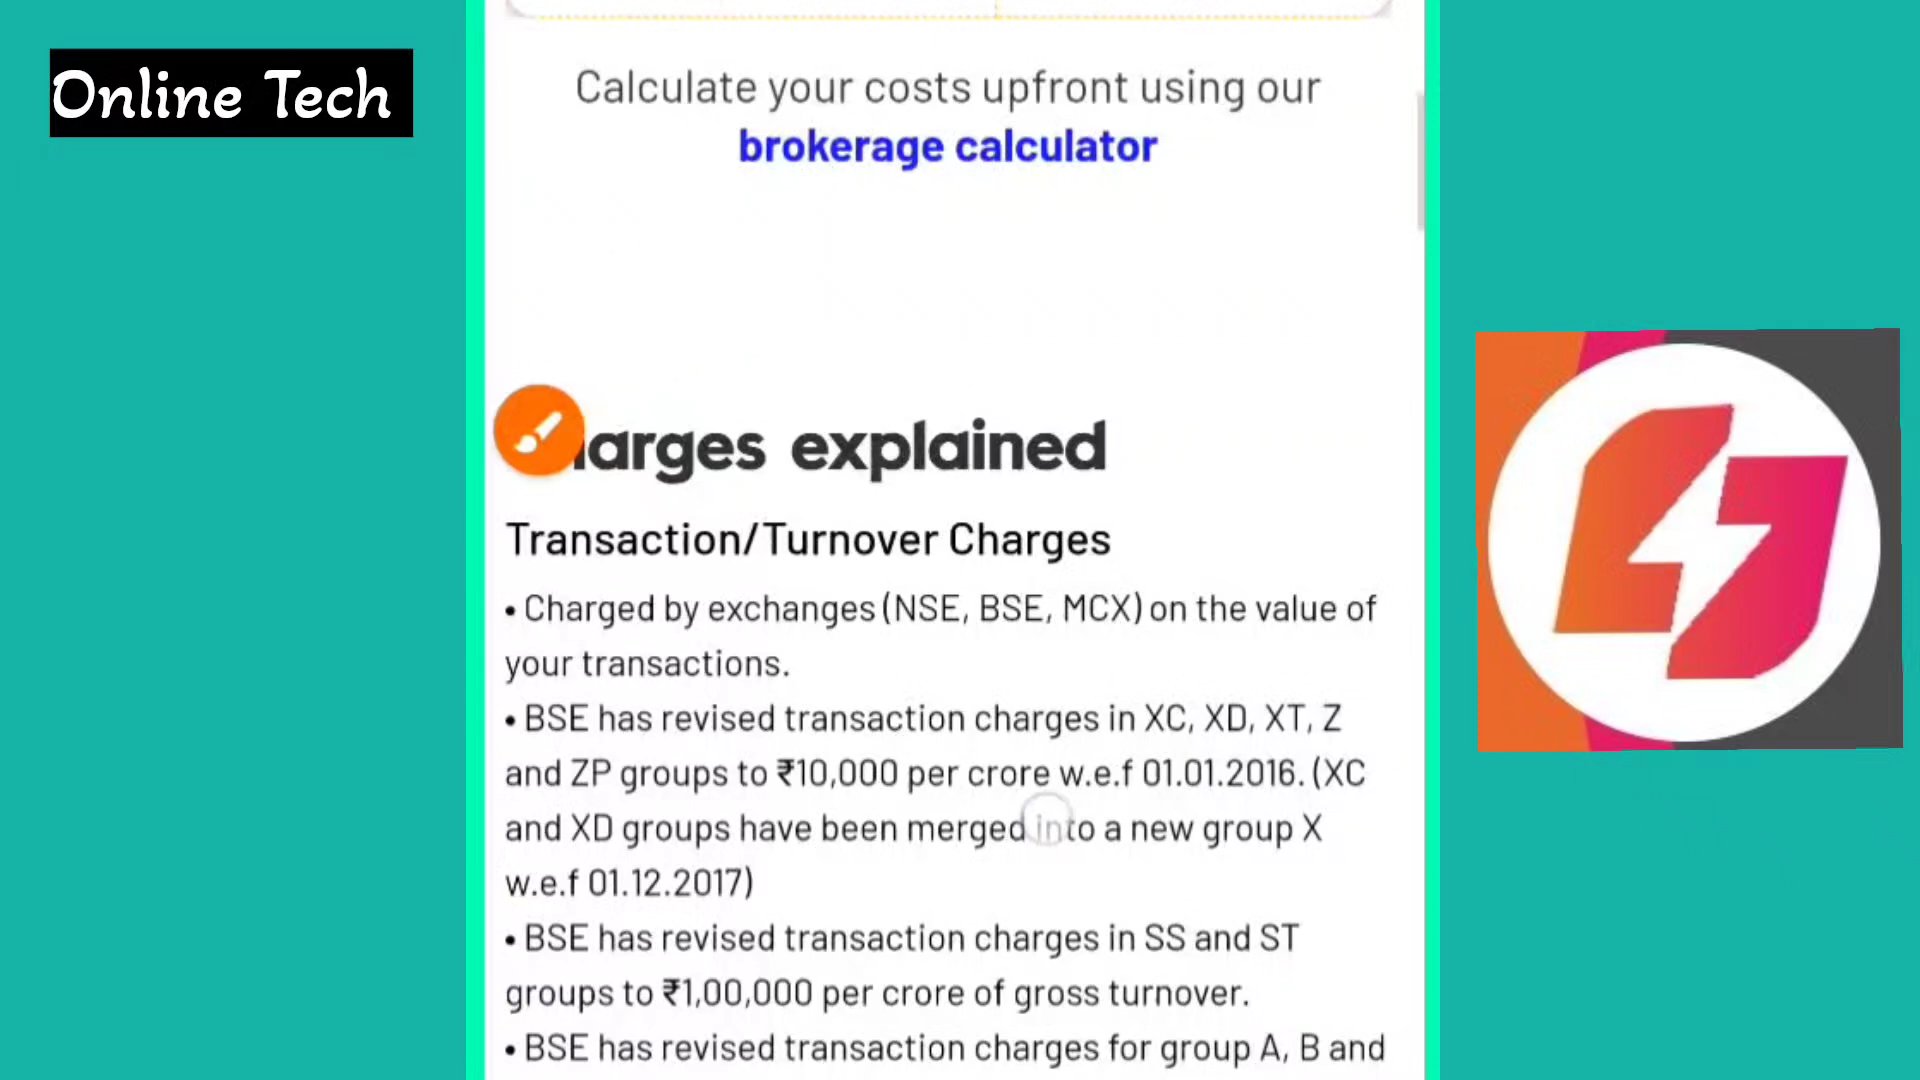 Online Tech
Calculate your costs upfront using our
brokerage calculator
arges explained
Transaction/Turnover Charges
• Charged by exchanges (NSE, BSE, MCX) on the value of
your transactions.
• BSE has revised transaction charges in XC, XD, XT, Z
and ZP groups to ₹10,000 per crore w.e.f 01.01.2016. (XC
and XD groups have been merged into a new group X
w.e.f 01.12.2017)
• BSE has revised transaction charges in SS and ST
groups to ₹1,00,000 per crore of gross turnover.
• BSE has revised transaction charges for group A, B and